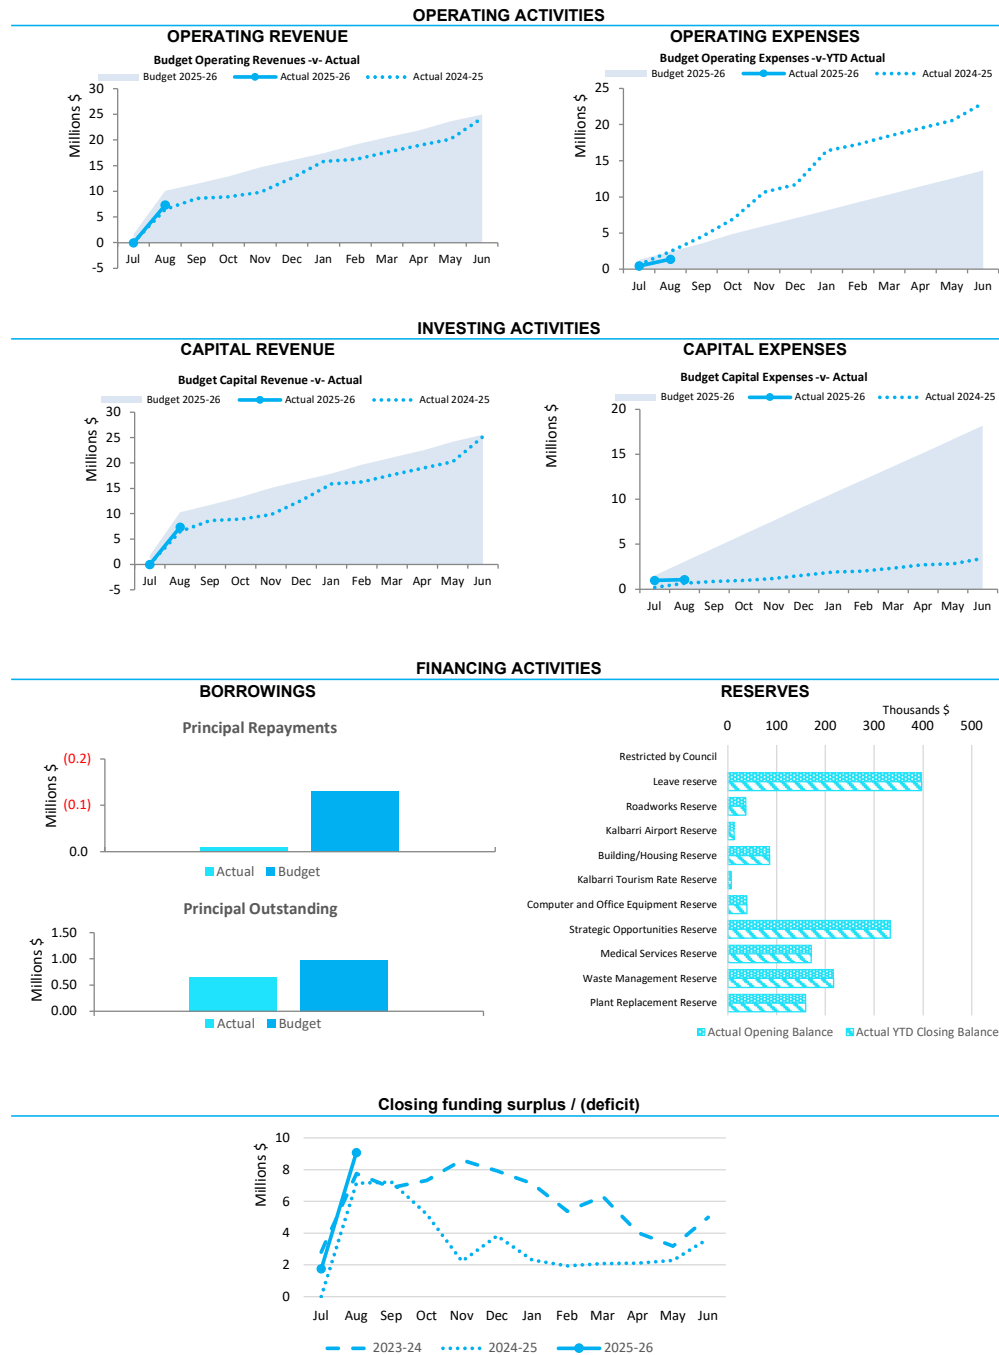 OPERATING ACTIVITIES
OPERATING REVENUE
Budget Operating Revenues -v- Actual
Budget 2025-26 Actual 2025-26 Actual 2024-25
Millions $
30
25
20
15
10
5
0
-5
Jul Aug Sep Oct Nov Dec Jan Feb Mar Apr May Jun
OPERATING EXPENSES
Budget Operating Expenses -v-YTD Actual
Budget 2025-26 Actual 2025-26 Actual 2024-25
Millions $
25
20
15
10
5
0
Jul Aug Sep Oct Nov Dec Jan Feb Mar Apr May Jun
INVESTING ACTIVITIES
CAPITAL REVENUE
Budget Capital Revenue -v- Actual
Budget 2025-26 Actual 2025-26 Actual 2024-25
Millions $
30
25
20
15
10
5
0
-5
Jul Aug Sep Oct Nov Dec Jan Feb Mar Apr May Jun
CAPITAL EXPENSES
Budget Capital Expenses -v- Actual
Budget 2025-26 Actual 2025-26 Actual 2024-25
Millions $
20
15
10
5
0
Jul Aug Sep Oct Nov Dec Jan Feb Mar Apr May Jun
FINANCING ACTIVITIES
BORROWINGS
Principal Repayments
Millions $
(0.2)
(0.1)
0.0
Actual Budget
Principal Outstanding
Millions $
1.50
1.00
0.50
0.00
Actual Budget
RESERVES
Thousands $
0 100 200 300 400 500
Restricted by Council
Leave reserve
Roadworks Reserve
Kalbarri Airport Reserve
Building/Housing Reserve
Kalbarri Tourism Rate Reserve
Computer and Office Equipment Reserve
Strategic Opportunities Reserve
Medical Services Reserve
Waste Management Reserve
Plant Replacement Reserve
Actual Opening Balance Actual YTD Closing Balance
Closing funding surplus / (deficit)
Millions $
10
8
6
4
2
0
Jul Aug Sep Oct Nov Dec Jan Feb Mar Apr May Jun
2023-24 2024-25 2025-26